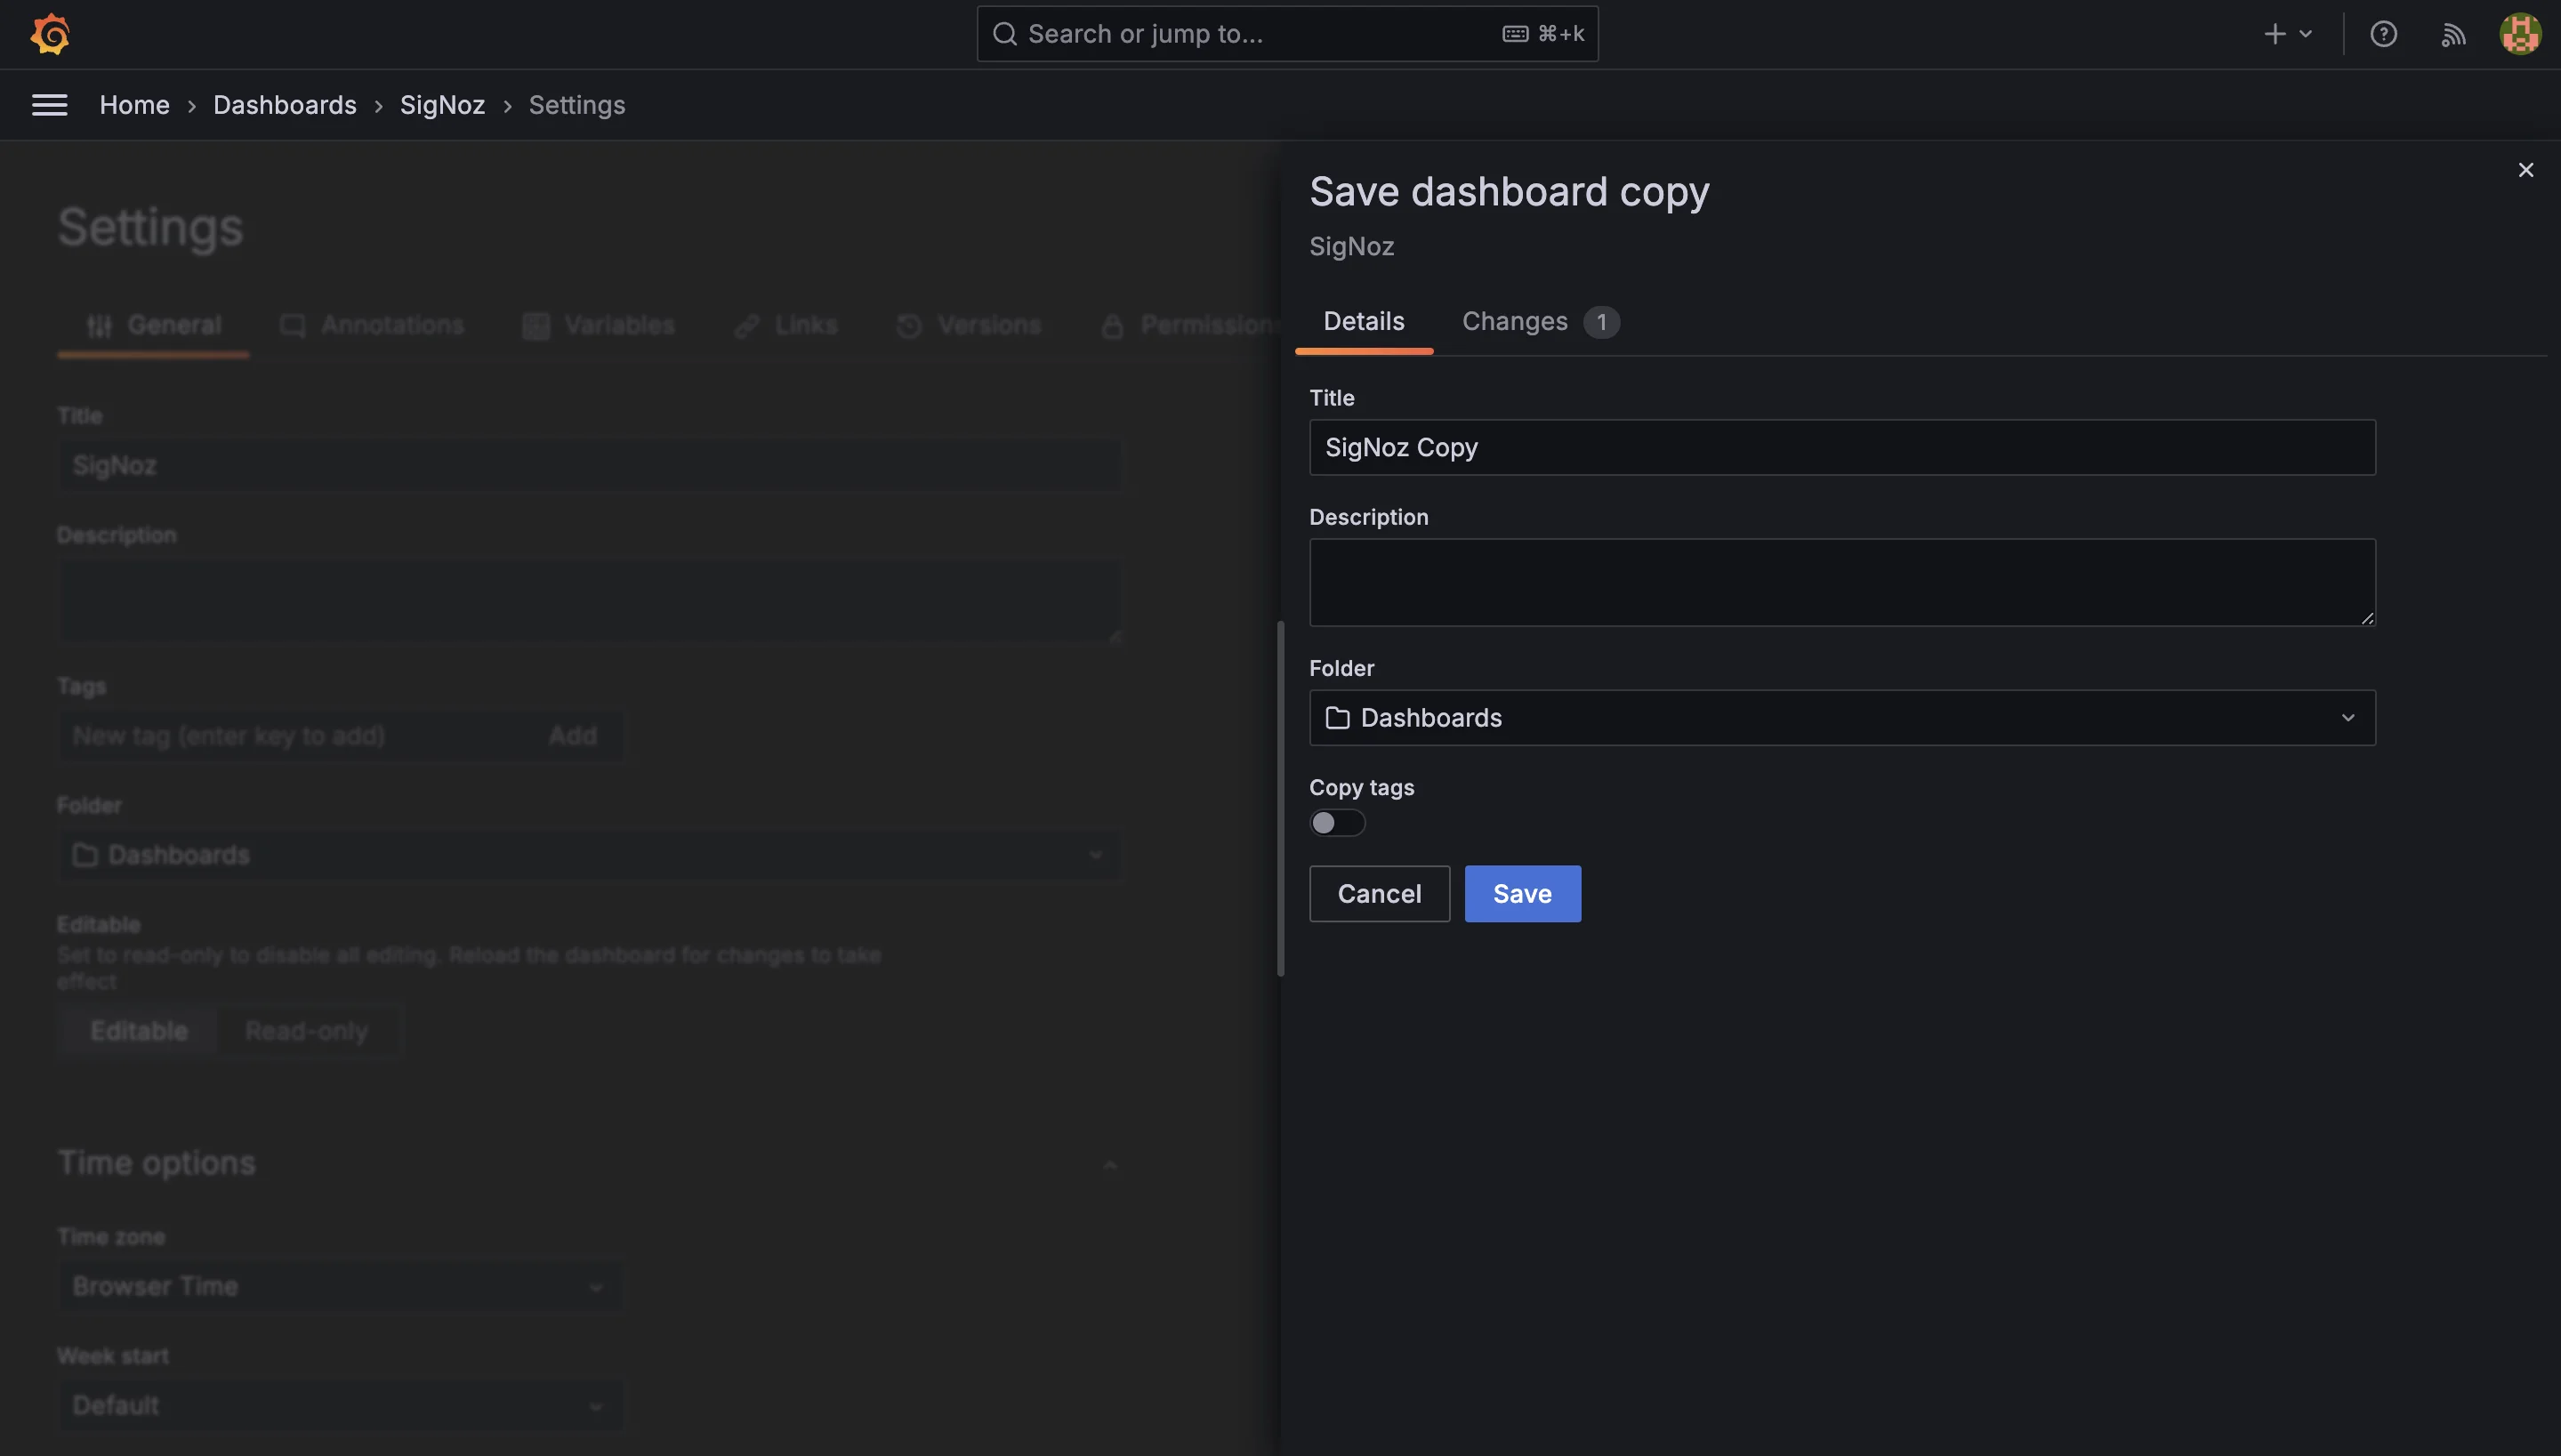 Search or jump to...
⌘+k
Home › Dashboards › SigNoz › Settings
Settings
General
Annotations
Variables
Links
Versions
Permissions
Title
SigNoz
Description
Tags
New tag (enter key to add)
Add
Folder
Dashboards
Editable
Set to read-only to disable all editing. Reload the dashboard for changes to take
effect
Editable
Read-only
Time options
Time zone
Browser Time
Week start
Default
Save dashboard copy
SigNoz
Details
Changes 1
Title
SigNoz Copy
Description
Folder
Dashboards
Copy tags
Cancel
Save